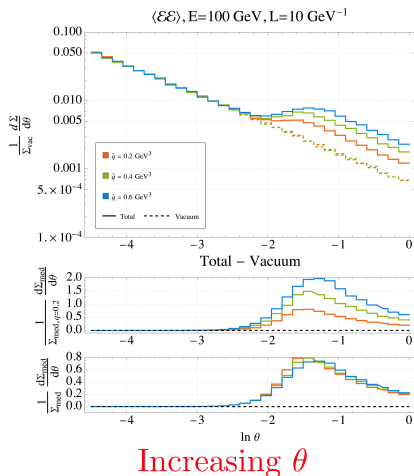 ⟨ℰℰ⟩, E=100 GeV, L=10 GeV⁻¹
0.100
0.050
0.010
0.005
0.001
5.×10⁻⁴
1.×10⁻⁴
1/Σvac dΣ/dθ
q̂ = 0.2 GeV³
q̂ = 0.4 GeV³
q̂ = 0.6 GeV³
Total Vacuum
−4 −3 −2 −1 0
Total − Vacuum
2.0
1.5
1.0
0.5
0.0
1/Σmed, q=0.2 dΣmed/dθ
0.8
0.6
0.4
0.2
0.0
1/Σmed dΣmed/dθ
−4 −3 −2 −1 0
ln θ
Increasing θ